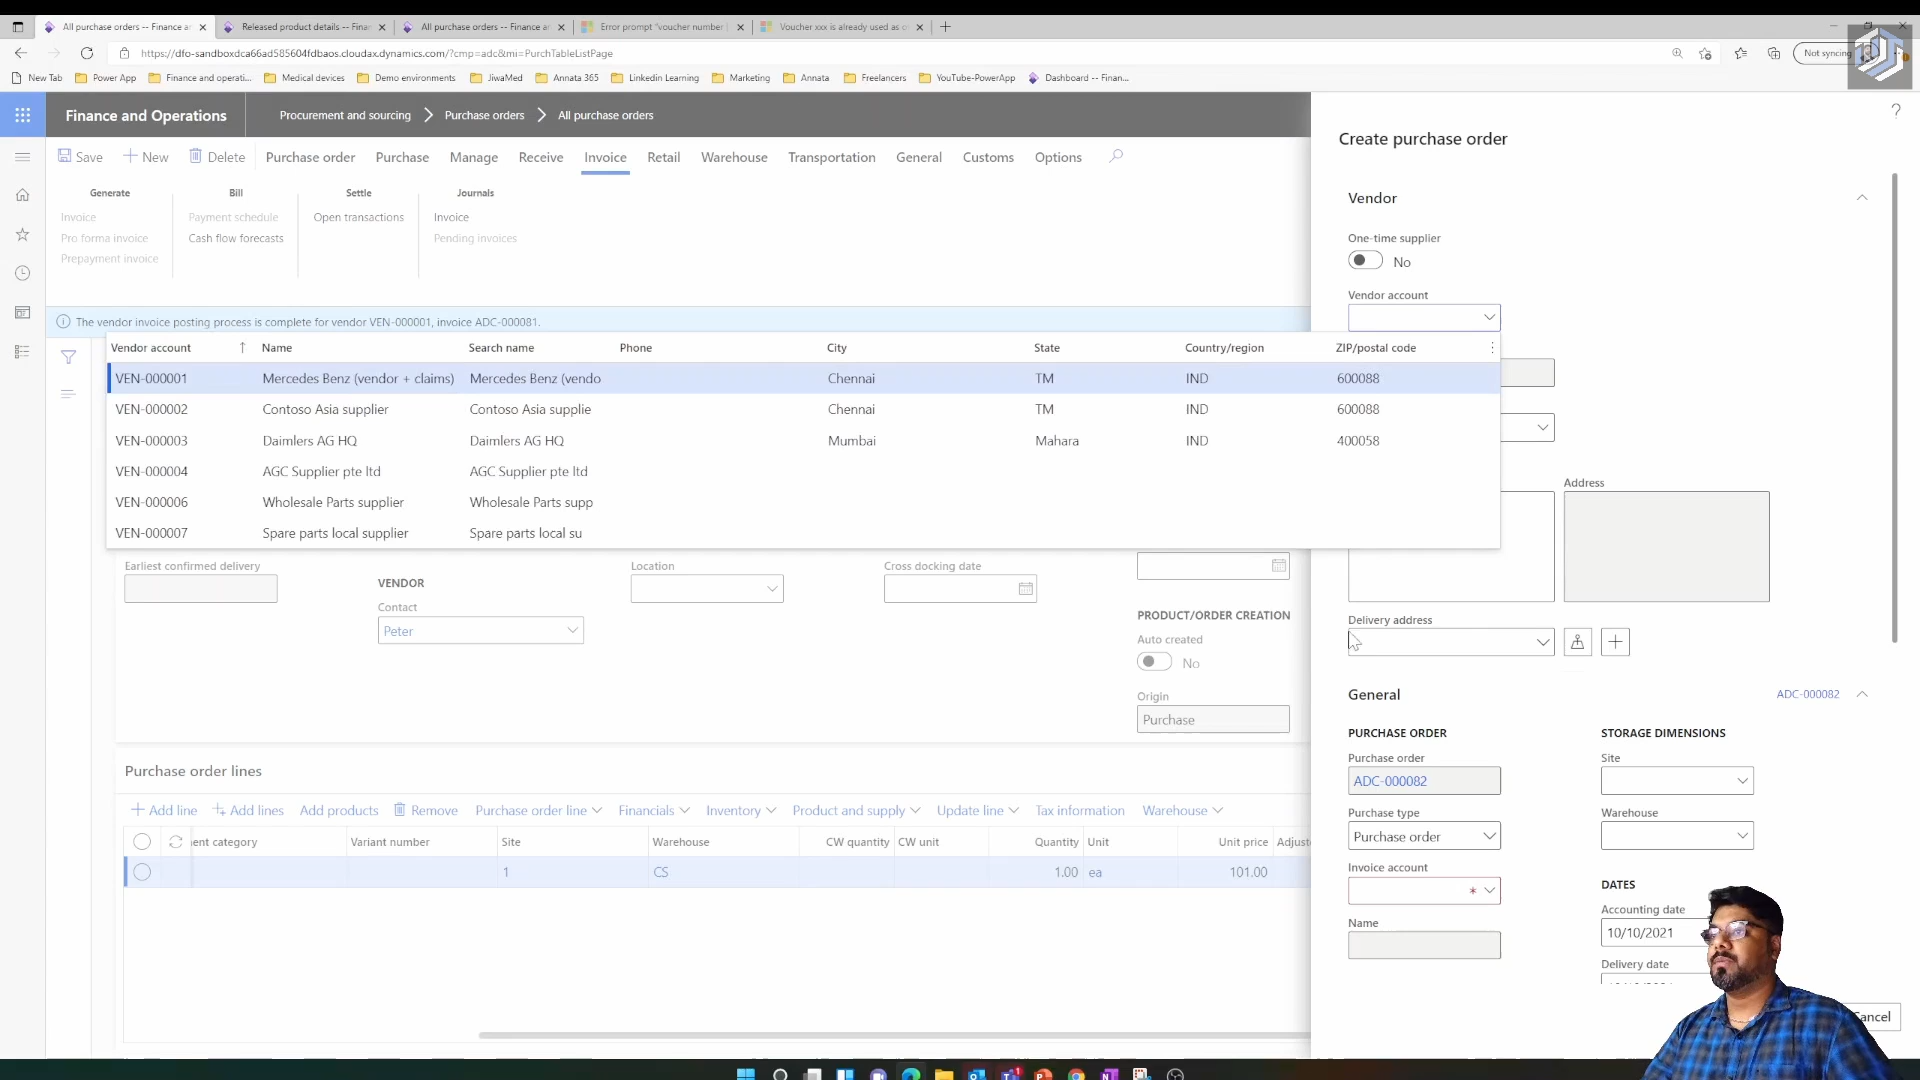 All purchase orders -- Finance ar
Released product details -- Finan
All purchase orders -- Finance ar
Error prompt "voucher number
Voucher xxx is already used as o
https://dfo-sandboxdca66ad585604fdbaos.cloudax.dynamics.com/?cmp=adc&mi=PurchTableListPage
Not syncing
New Tab
Power App
Finance and operati...
Medical devices
Demo environments
JiwaMed
Annata 365
Linkedin Learning
Marketing
Annata
Freelancers
YouTube-PowerApp
Dashboard -- Finan...
Finance and Operations
Procurement and sourcing
Purchase orders
All purchase orders
?
Create purchase order
Save
New
Delete
Purchase order
Purchase
Manage
Receive
Invoice
Retail
Warehouse
Transportation
General
Customs
Options
Generate
Bill
Settle
Journals
Invoice
Payment schedule
Open transactions
Invoice
Pro forma invoice
Cash flow forecasts
Pending invoices
Prepayment invoice
Vendor
One-time supplier
No
Vendor account
The vendor invoice posting process is complete for vendor VEN-000001, invoice ADC-000081.
Vendor account Name Search name Phone City State Country/region ZIP/postal code
VEN-000001 Mercedes Benz (vendor + claims) Mercedes Benz (vendo Chennai TM IND 600088
VEN-000002 Contoso Asia supplier Contoso Asia supplie Chennai TM IND 600088
VEN-000003 Daimlers AG HQ Daimlers AG HQ Mumbai Mahara IND 400058
VEN-000004 AGC Supplier pte ltd AGC Supplier pte ltd
VEN-000006 Wholesale Parts supplier Wholesale Parts supp
VEN-000007 Spare parts local supplier Spare parts local su
Address
Delivery address
Earliest confirmed delivery
VENDOR
Contact
Peter
Location
Cross docking date
PRODUCT/ORDER CREATION
Auto created
No
Origin
Purchase
General
ADC-000082
PURCHASE ORDER
Purchase order
ADC-000082
Purchase type
Purchase order
Invoice account
*
Name
STORAGE DIMENSIONS
Site
Warehouse
DATES
Accounting date
10/10/2021
Delivery date
Cancel
Purchase order lines
Add line
Add lines
Add products
Remove
Purchase order line
Financials
Inventory
Product and supply
Update line
Tax information
Warehouse
ent category Variant number Site Warehouse CW quantity CW unit Quantity Unit Unit price Adjust
1 CS 1.00 ea 101.00